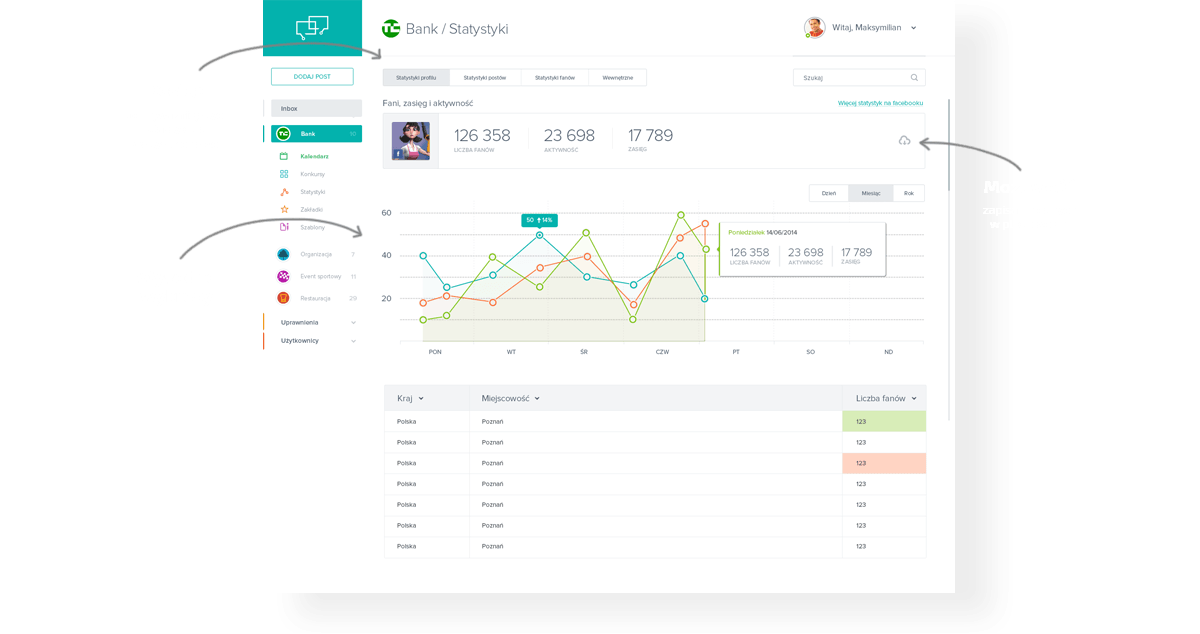 Bank / Statystyki
Witaj, Maksymilian
DODAJ POST
Statystyki profilu
Statystyki postów
Statystyki fanów
Wewnętrzne
Szukaj
Inbox
Bank 10
Kalendarz
Konkursy
Statystyki
Zakładki
Szablony
Organizacja 7
Event sportowy 11
Restauracja 28
Uprawnienia
Użytkownicy
Fani, zasięg i aktywność
Więcej statystyk na facebooku
126 358
LICZBA FANÓW
23 698
AKTYWNOŚĆ
17 789
ZASIĘG
Dzień
Miesiąc
Rok
60
40
20
50 14%
Poniedziałek 14/06/2014
126 358
LICZBA FANÓW
23 698
AKTYWNOŚĆ
17 789
ZASIĘG
PON
WT
ŚR
CZW
PT
SO
ND
Kraj Miejscowość Liczba fanów
Polska Poznań 123
Polska Poznań 123
Polska Poznań 123
Polska Poznań 123
Polska Poznań 123
Polska Poznań 123
Polska Poznań 123